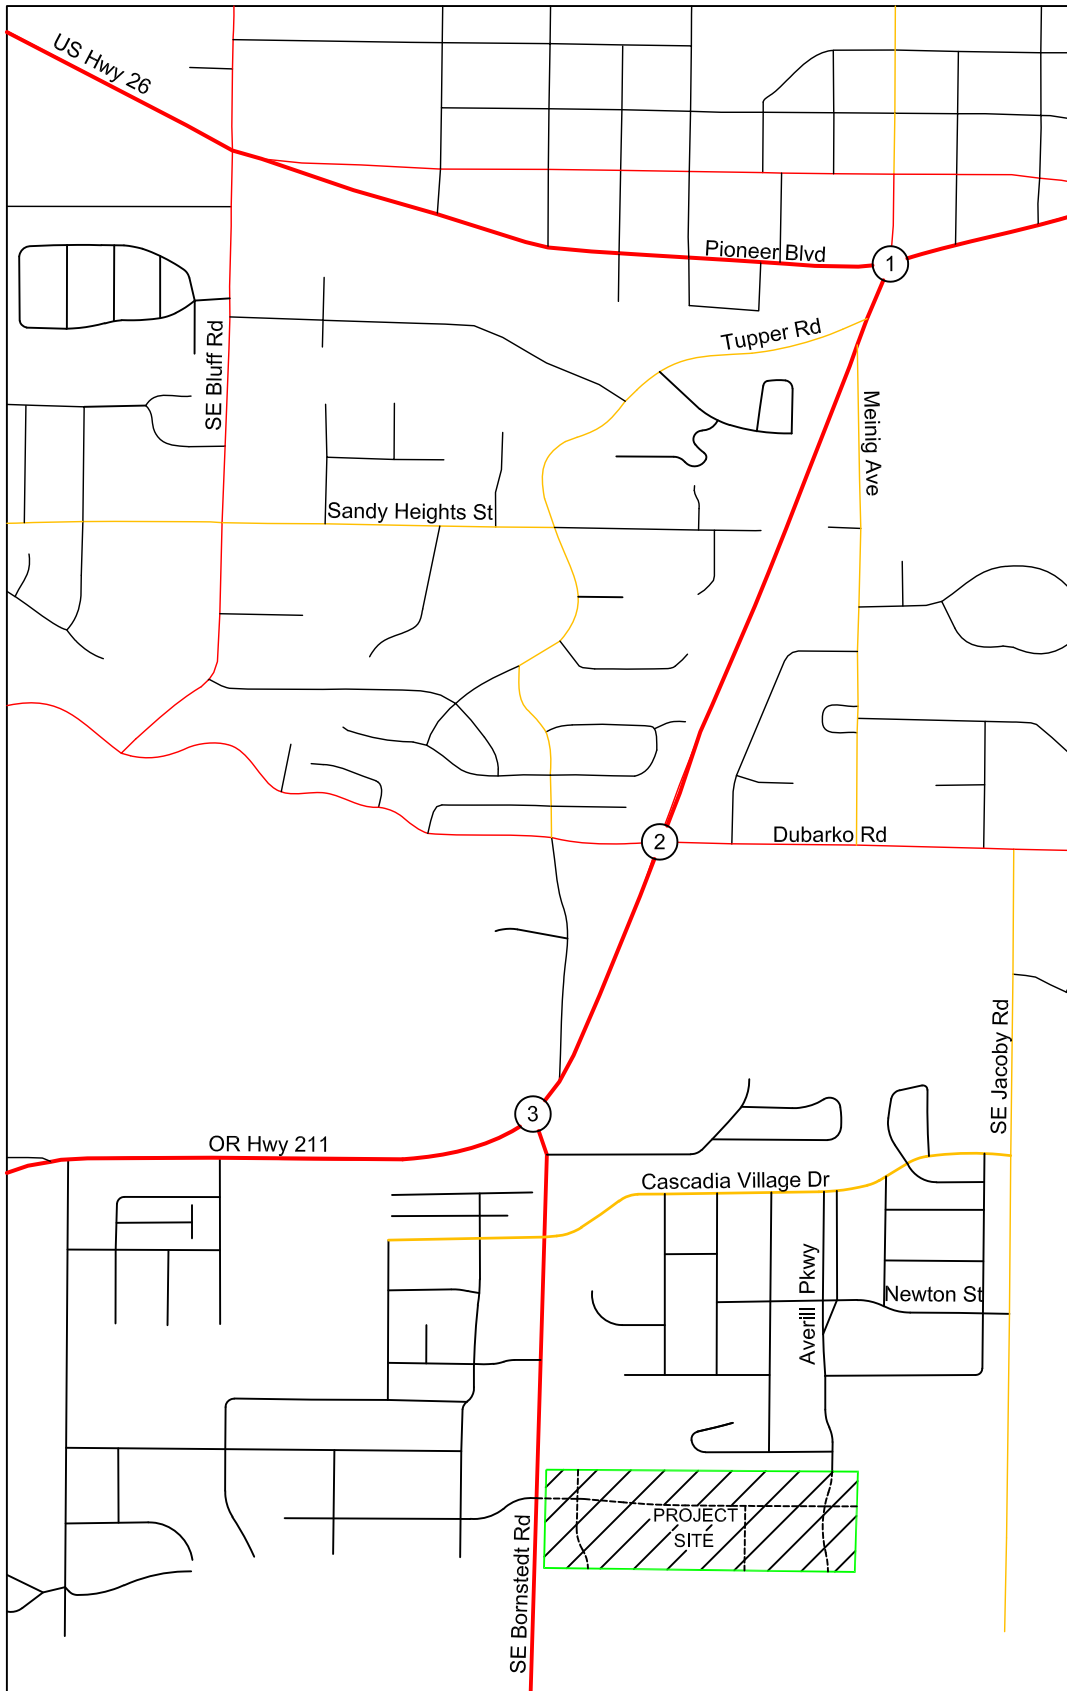 US Hwy 26
Pioneer Blvd
1
Tupper Rd
SE Bluff Rd
Meinig Ave
Sandy Heights St
Dubarko Rd
2
SE Jacoby Rd
3
OR Hwy 211
Cascadia Village Dr
Averill Pkwy
Newton St
PROJECT
SITE
SE Bornstedt Rd